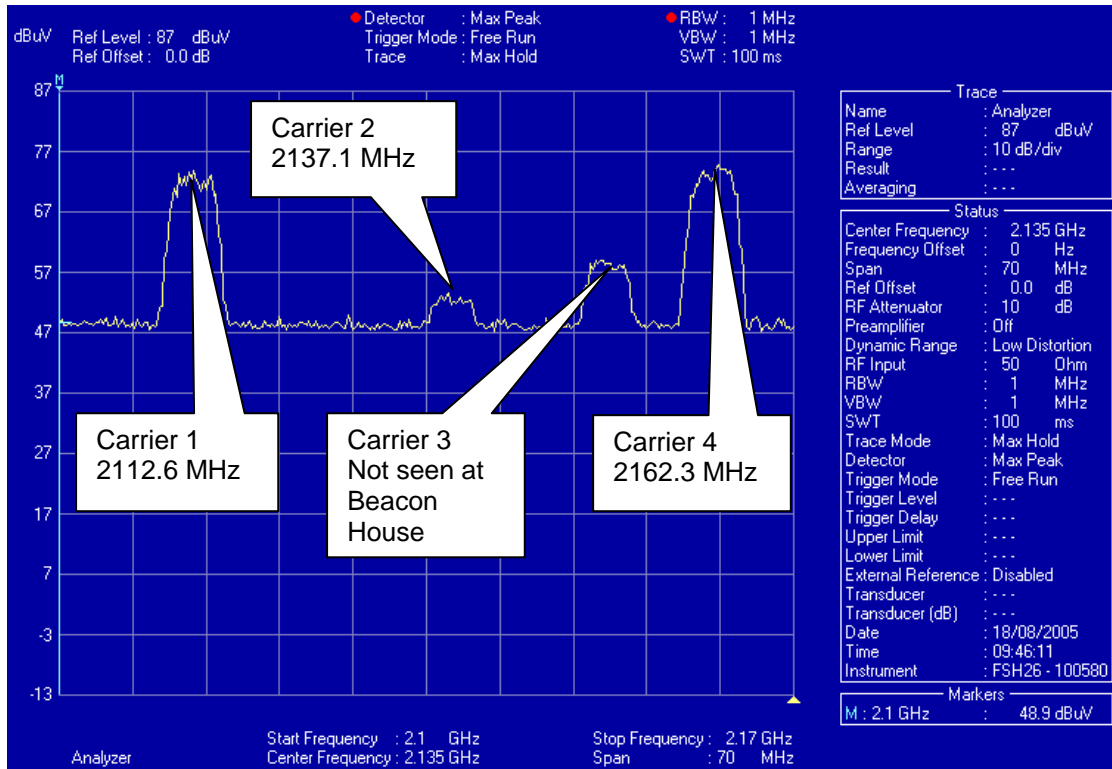 Detector : Max Peak
RBW : 1 MHz
dBuV Ref Level : 87 dBuV
Trigger Mode : Free Run
VBW : 1 MHz
Ref Offset : 0.0 dB
Trace : Max Hold
SWT : 100 ms
M
87
77
67
57
47
37
27
17
7
-3
-13
Carrier 2
2137.1 MHz
Carrier 1
2112.6 MHz
Carrier 3
Not seen at
Beacon
House
Carrier 4
2162.3 MHz
Start Frequency : 2.1 GHz
Stop Frequency : 2.17 GHz
Analyzer
Center Frequency : 2.135 GHz
Span : 70 MHz
Trace
Name : Analyzer
Ref Level : 87 dBuV
Range : 10 dB/div
Result : - - -
Averaging : - - -
Status
Center Frequency : 2.135 GHz
Frequency Offset : 0 Hz
Span : 70 MHz
Ref Offset : 0.0 dB
RF Attenuator : 10 dB
Preamplifier : Off
Dynamic Range : Low Distortion
RF Input : 50 Ohm
RBW : 1 MHz
VBW : 1 MHz
SWT : 100 ms
Trace Mode : Max Hold
Detector : Max Peak
Trigger Mode : Free Run
Trigger Level : - - -
Trigger Delay : - - -
Upper Limit : - - -
Lower Limit : - - -
External Reference : Disabled
Transducer : - - -
Transducer (dB) : - - -
Date : 18/08/2005
Time : 09:46:11
Instrument : FSH26 - 100580
Markers
M : 2.1 GHz : 48.9 dBuV